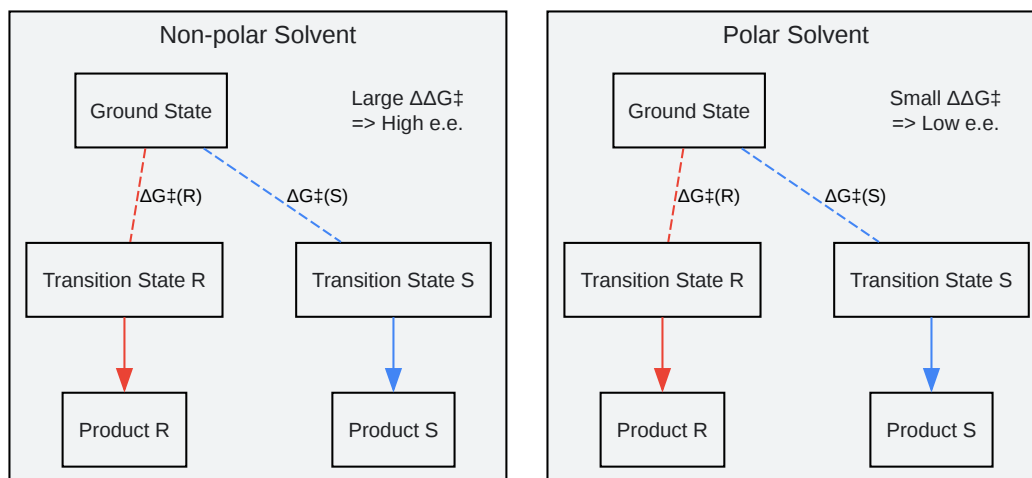 Non-polar Solvent
Ground State
Large ΔΔG‡
=> High e.e.
ΔG‡(R)
ΔG‡(S)
Transition State R
Transition State S
Product R
Product S
Polar Solvent
Ground State
Small ΔΔG‡
=> Low e.e.
ΔG‡(R)
ΔG‡(S)
Transition State R
Transition State S
Product R
Product S